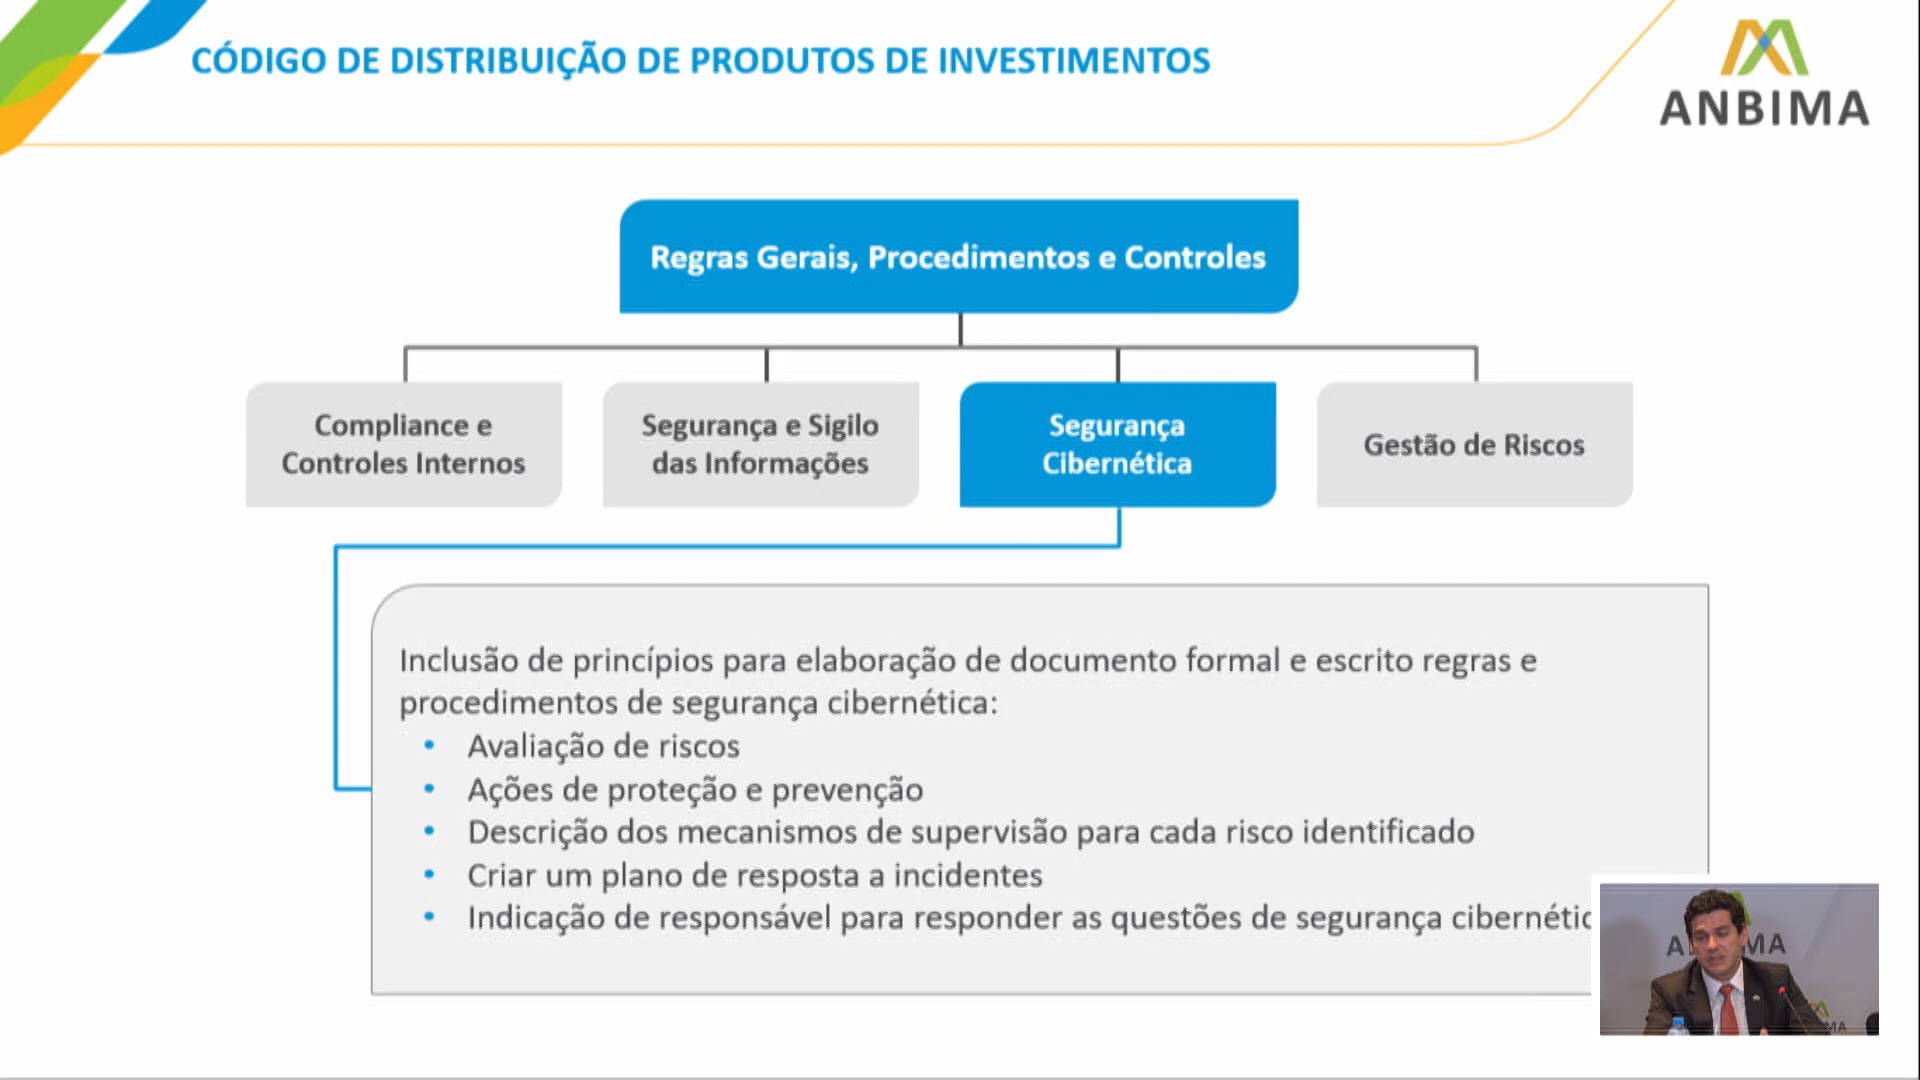 CÓDIGO DE DISTRIBUIÇÃO DE PRODUTOS DE INVESTIMENTOS
ANBIMA
Regras Gerais, Procedimentos e Controles
Compliance e
Controles Internos
Segurança e Sigilo
das Informações
Segurança
Cibernética
Gestão de Riscos
Inclusão de princípios para elaboração de documento formal e escrito regras e
procedimentos de segurança cibernética:
• Avaliação de riscos
• Ações de proteção e prevenção
• Descrição dos mecanismos de supervisão para cada risco identificado
• Criar um plano de resposta a incidentes
• Indicação de responsável para responder as questões de segurança cibernétic